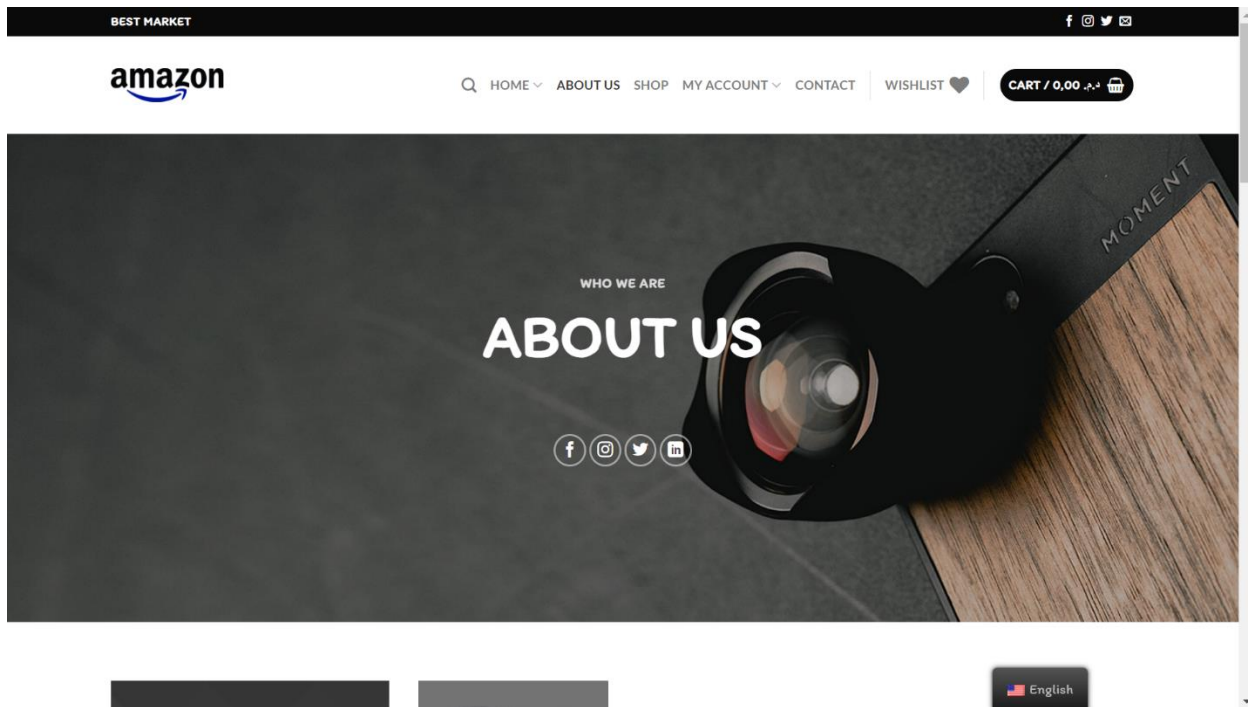 BEST MARKET
amazon
HOME ABOUT US SHOP MY ACCOUNT CONTACT WISHLIST CART / 0,00 د.م.
MOMENT
WHO WE ARE
ABOUT US
English